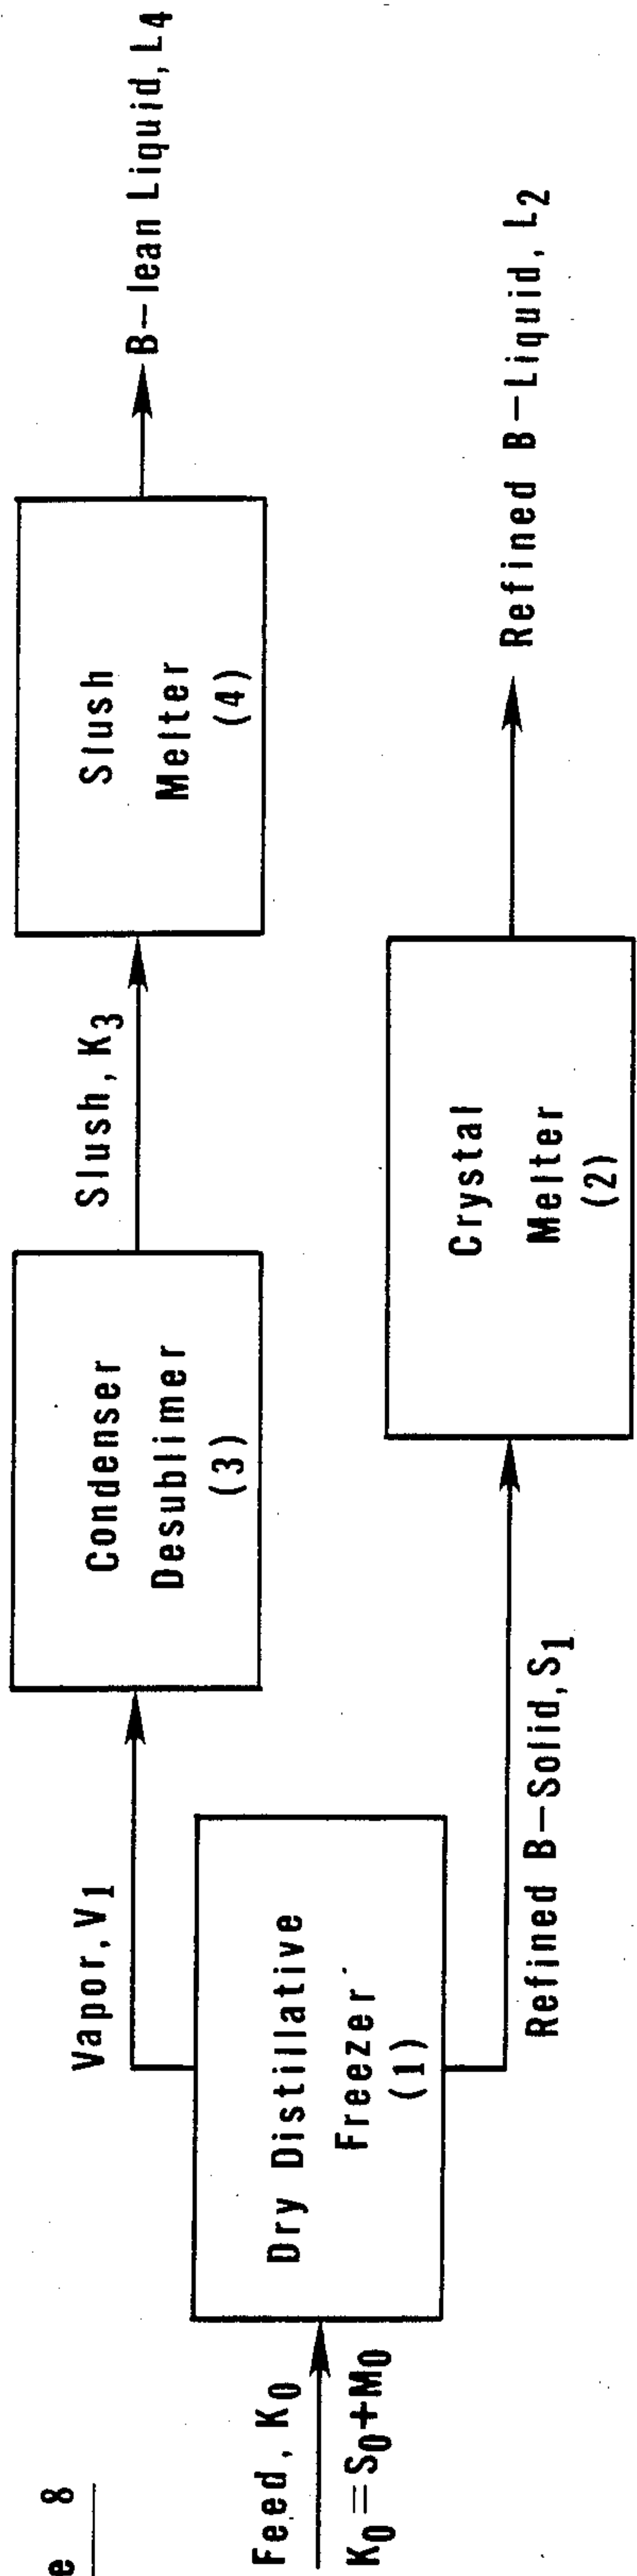 e 8
Feed, K0
K0=S0+M0
Dry Distillative
Freezer
(1)
Vapor, V1
Condenser
Desublimer
(3)
Slush, K3
Slush
Melter
(4)
B-lean Liquid, L4
Refined B-Solid, S1
Crystal
Melter
(2)
Refined B-Liquid, L2